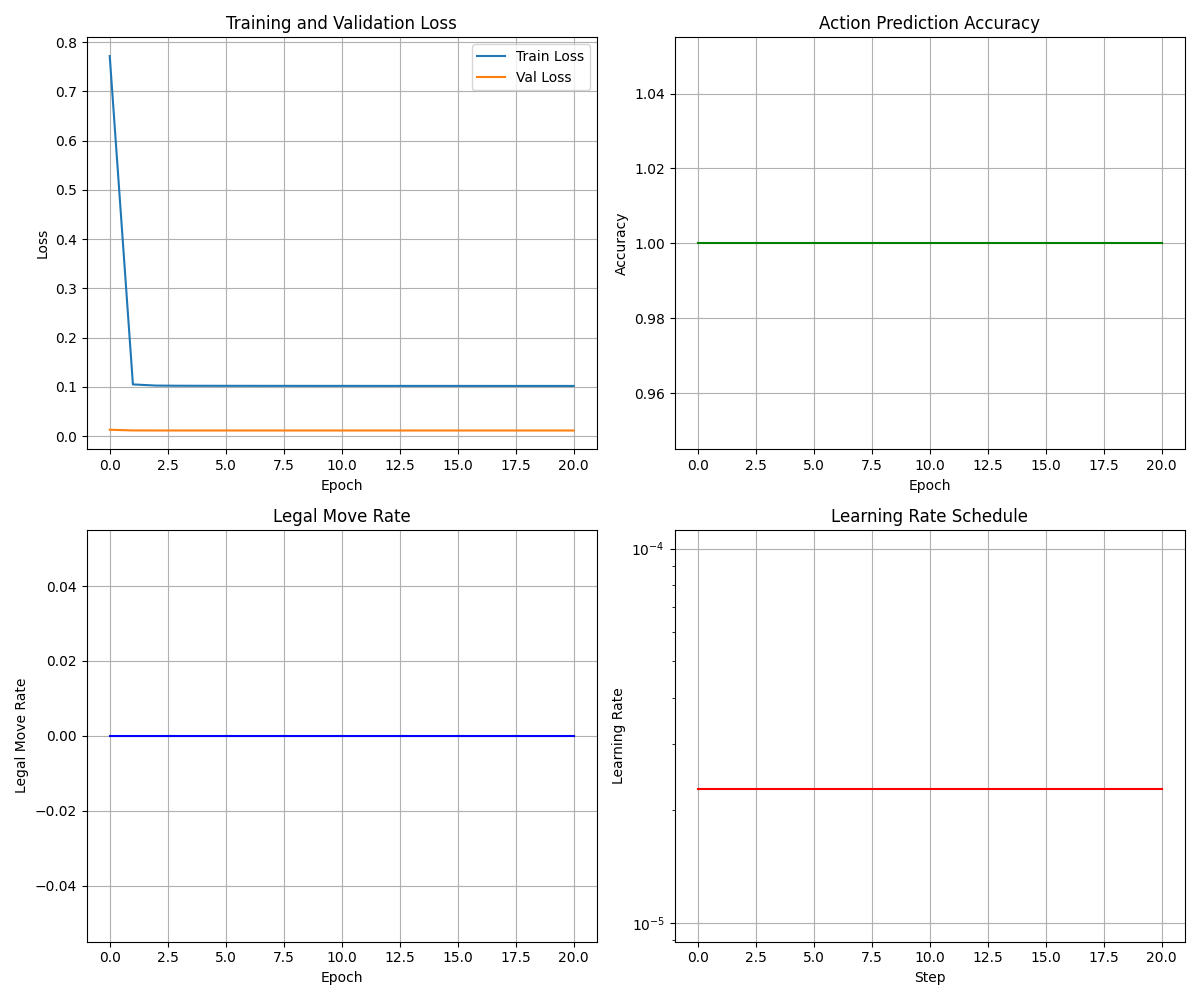 Training and Validation Loss
Loss
0.8
0.7
0.6
0.5
0.4
0.3
0.2
0.1
0.0
Train Loss
Val Loss
0.0 2.5 5.0 7.5 10.0 12.5 15.0 17.5 20.0
Epoch
Action Prediction Accuracy
Accuracy
1.04
1.02
1.00
0.98
0.96
0.0 2.5 5.0 7.5 10.0 12.5 15.0 17.5 20.0
Epoch
Legal Move Rate
Legal Move Rate
0.04
0.02
0.00
−0.02
−0.04
0.0 2.5 5.0 7.5 10.0 12.5 15.0 17.5 20.0
Epoch
Learning Rate Schedule
Learning Rate
10⁻⁴
10⁻⁵
0.0 2.5 5.0 7.5 10.0 12.5 15.0 17.5 20.0
Step